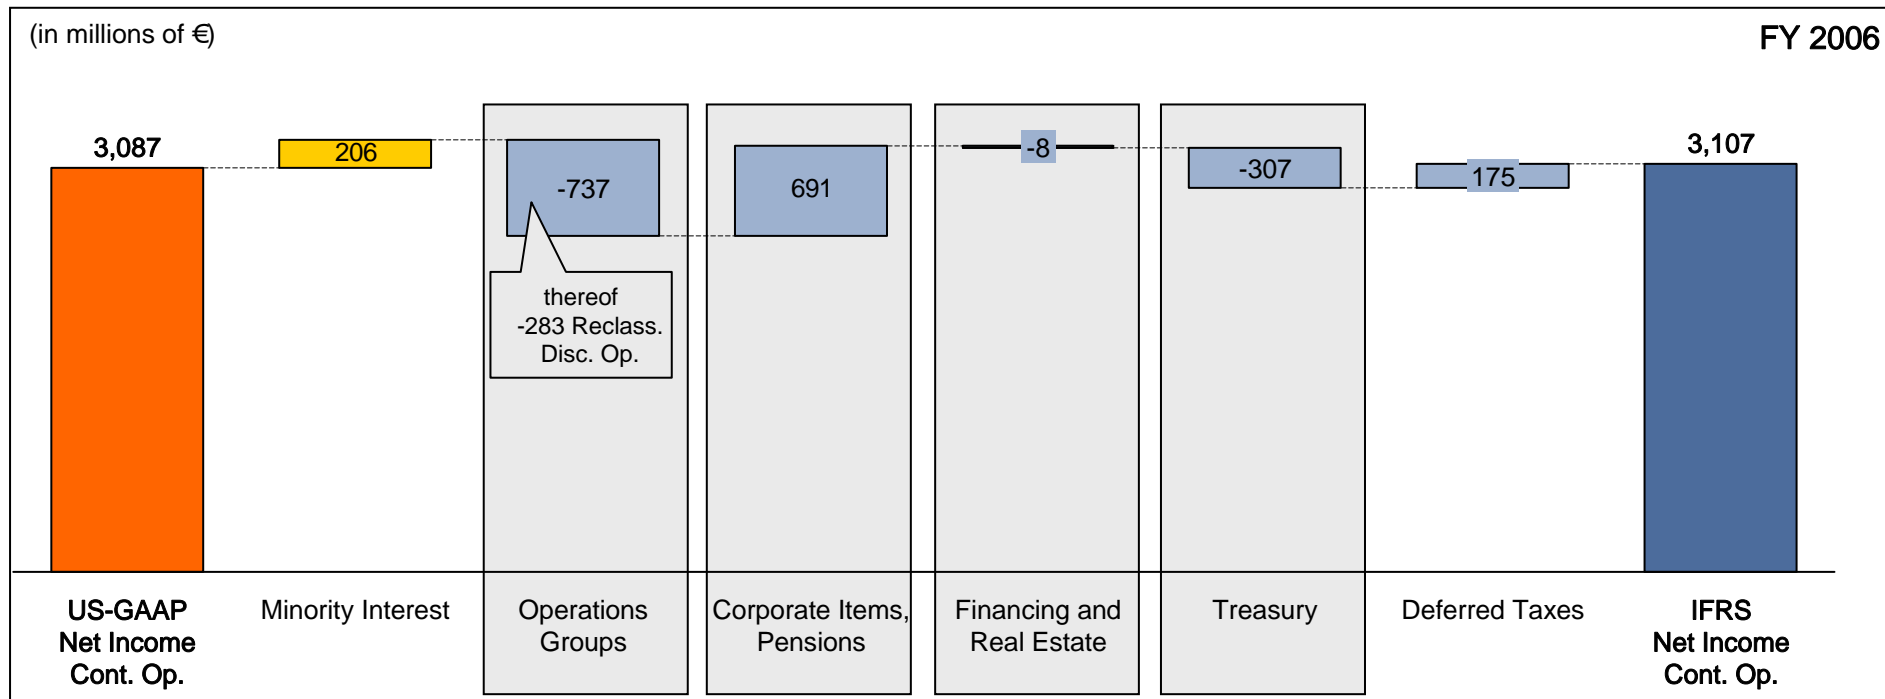 (in millions of €)
FY 2006
3,087
206
-737
691
-8
-307
175
3,107
thereof
-283 Reclass.
Disc. Op.
US-GAAP
Net Income
Cont. Op.
Minority Interest
Operations
Groups
Corporate Items,
Pensions
Financing and
Real Estate
Treasury
Deferred Taxes
IFRS
Net Income
Cont. Op.